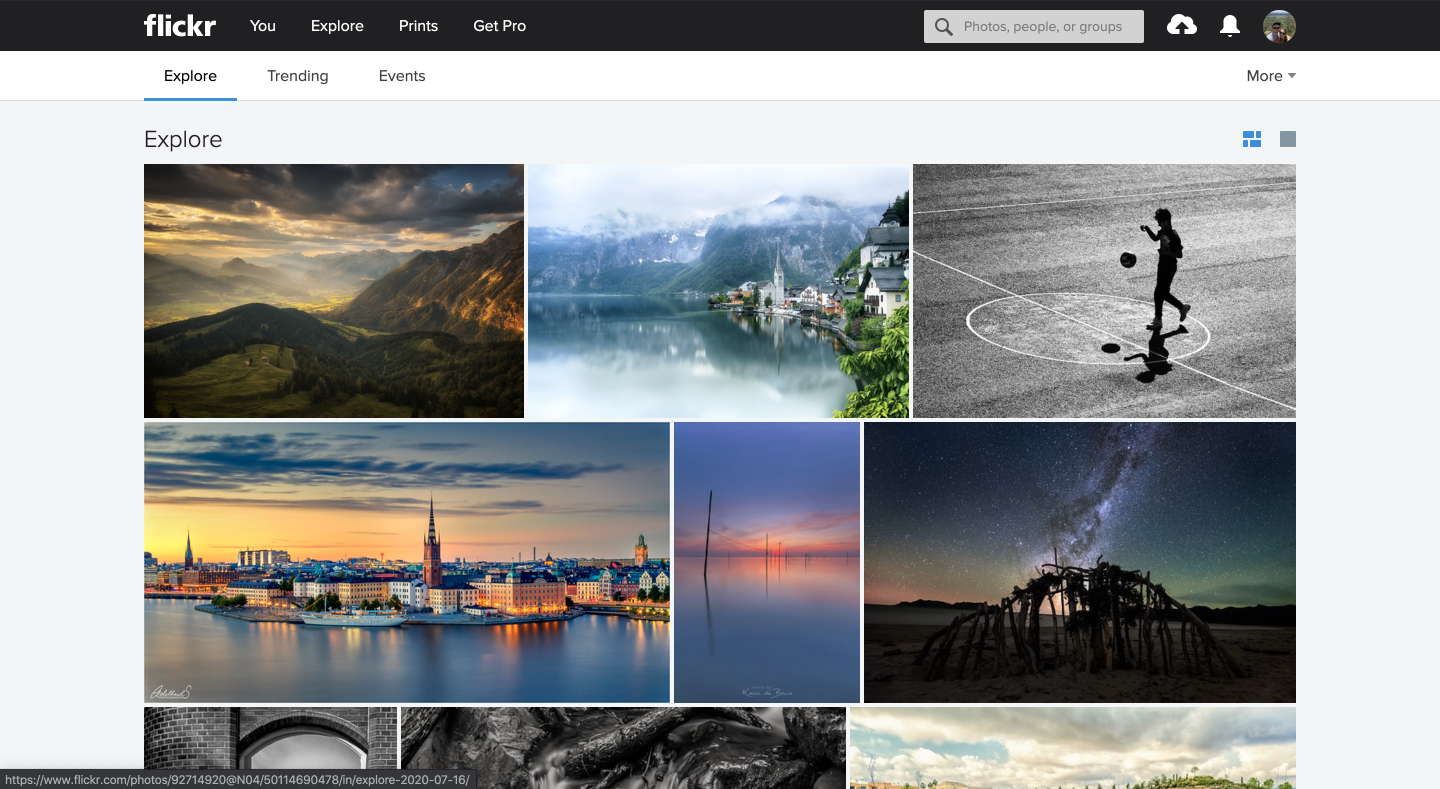 flickr You Explore Prints Get Pro Photos, people, or groups
Explore Trending Events More
Explore
https://www.flickr.com/photos/92714920@N04/50114690478/in/explore-2020-07-16/